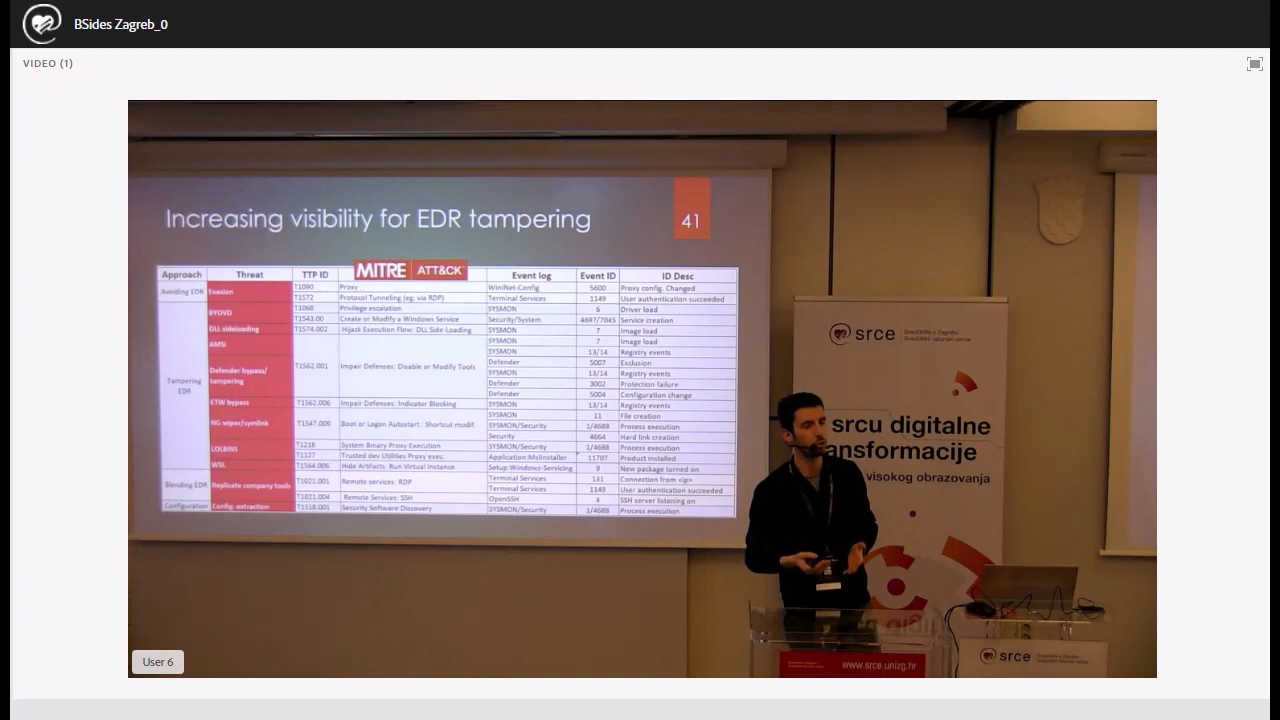 BSides Zagreb_0
VIDEO (1)
Increasing visibility for EDR tampering
41
MITRE ATT&CK
Approach Threat TTP ID Event log Event ID ID Desc
Avoiding EDR Evasion T1090 Proxy WiniNet-Config 5600 Proxy config. Changed
T1572 Protocol Tunneling (eg: via RDP) Terminal Services 1149 User authentication succeeded
Tampering EDR BYOVD T1068 Privilege escalation SYSMON 6 Driver load
T1543.00 Create or Modify a Windows Service Security/System 4697/7045 Service creation
DLL sideloading T1574.002 Hijack Execution Flow: DLL Side-Loading SYSMON 7 Image load
AMSI T1562.001 Impair Defenses: Disable or Modify Tools SYSMON 7 Image load
SYSMON 13/14 Registry events
Defender bypass/ tampering Defender 5007 Exclusion
SYSMON 13/14 Registry events
Defender 3002 Protection failure
Defender 5004 Configuration change
ETW bypass T1562.006 Impair Defenses: Indicator Blocking SYSMON 13/14 Registry events
NG wiper/symlink T1547.009 Boot or Logon Autostart : Shortcut modif. SYSMON 11 File creation
SYSMON/Security 1/4688 Process execution
Security 4664 Hard link creation
LOLBINS T1218 System Binary Proxy Execution SYSMON/Security 1/4688 Process execution
T1127 Trusted dev Utilities Proxy exec. Application MsiInstaller 11707 Product installed
WSL T1564.006 Hide Artifacts: Run Virtual Instance Setup:Windows-Servicing 9 New package turned on
Blending EDR Replicate company tools T1021.001 Remote services: RDP Terminal Services 131 Connection from <ip>
Terminal Services 1149 User authentication succeeded
T1021.004 Remote Services: SSH OpenSSH 4 SSH server listening on
Configuration Config. extraction T1518.001 Security Software Discovery SYSMON/Security 1/4688 Process execution
srce Sveučilište u Zagrebu
Sveučilišni računski centar
srcu digitalne
ansformacije
visokog obrazovanja
User 6
www.srce.unizg.hr
srce